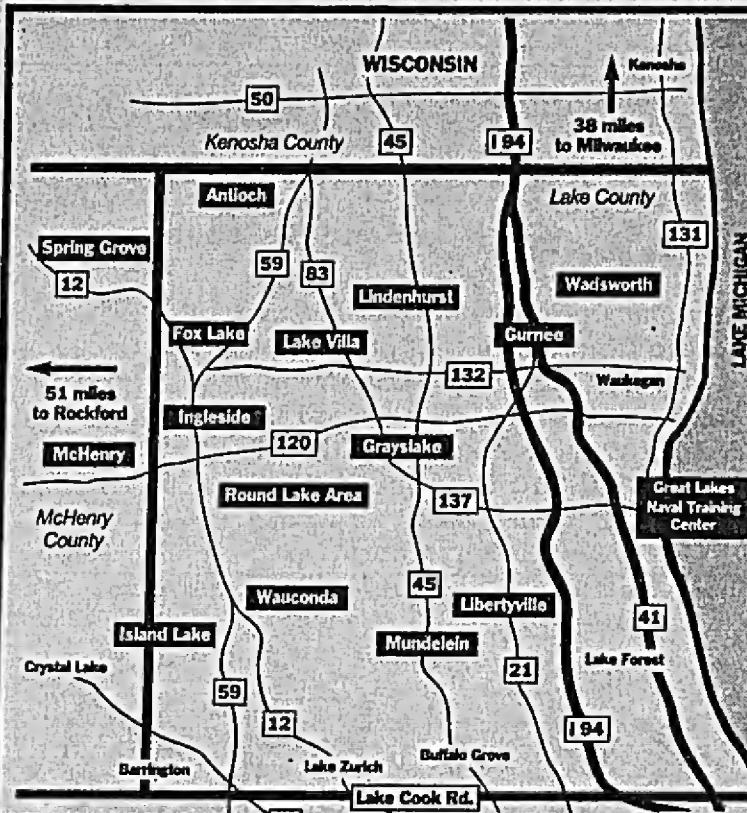 WISCONSIN
Kenosha
50
Kenosha County
45
I 94
38 miles
to Milwaukee
Antioch
Lake County
131
Spring Grove
12
59
83
Lindenhurst
Wadsworth
LAKE MICHIGAN
Fox Lake
Lake Villa
Gurnee
51 miles
to Rockford
132
Waukegan
Ingleside
120
Grayslake
McHenry
Round Lake Area
137
Great Lakes
Naval Training
Center
McHenry
County
45
Wauconda
Libertyville
41
Island Lake
Mundelein
Crystal Lake
59
21
Lake Forest
12
I 94
Barrington
Lake Zurich
Buffalo Grove
Lake Cook Rd.